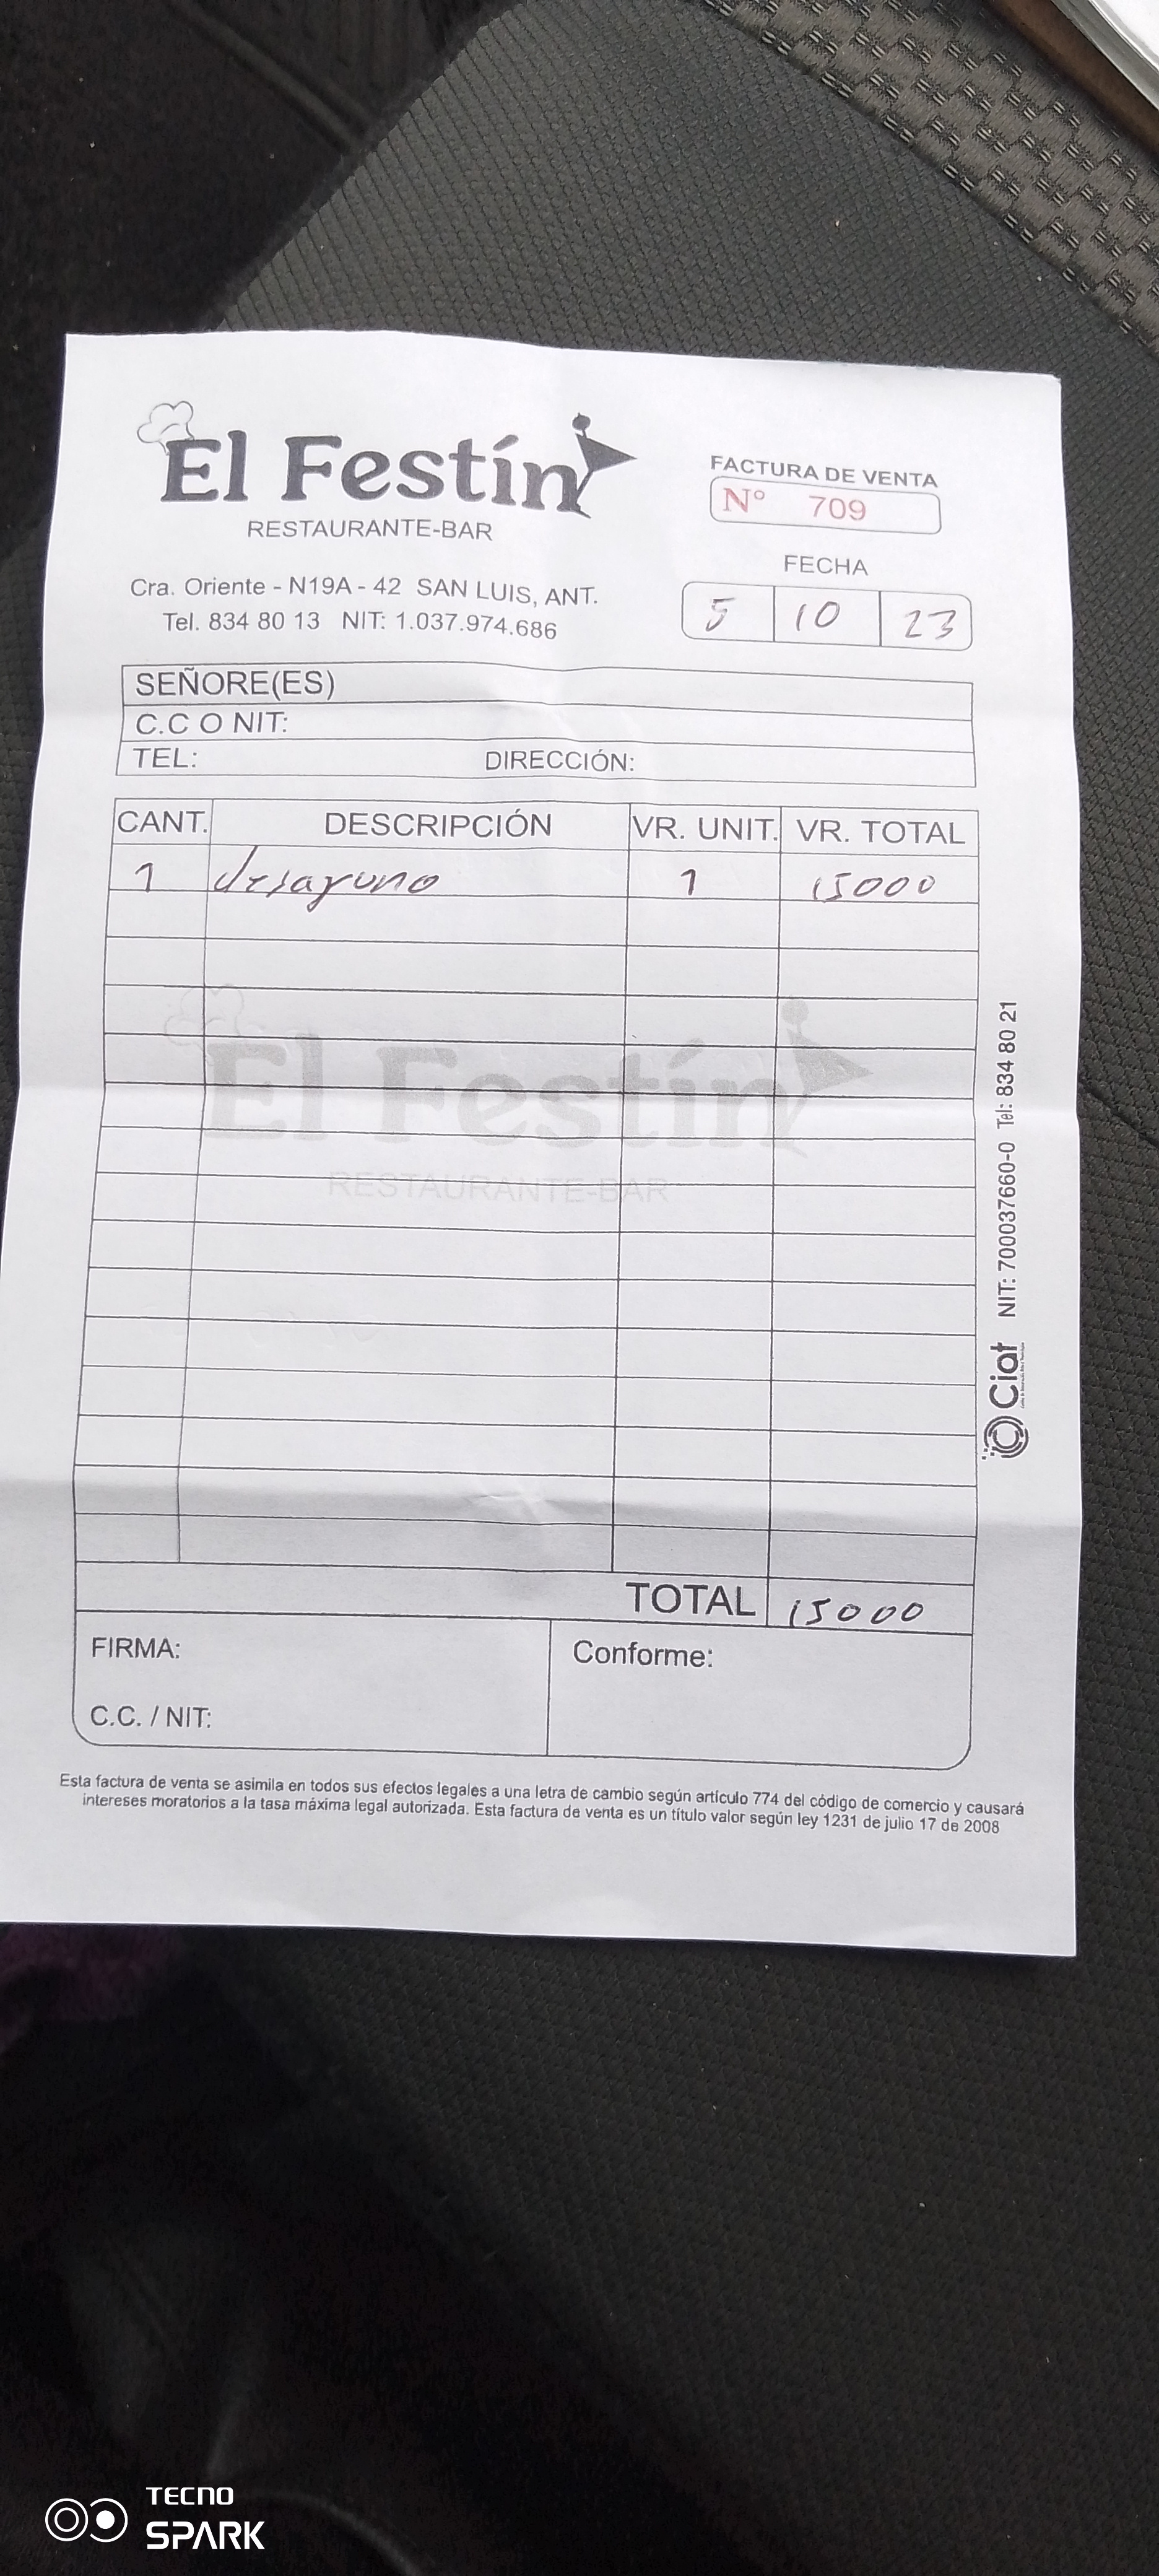 El Festín
RESTAURANTE-BAR
Cra. Oriente - N19A - 42 SAN LUIS, ANT.
Tel. 834 80 13 NIT: 1.037.974.686
FACTURA DE VENTA
Nº 709
FECHA
5 10 23
SEÑORE(ES)
C.C O NIT:
TEL: DIRECCIÓN:
CANT. DESCRIPCIÓN VR. UNIT. VR. TOTAL
1 desayuno 1 15000
El Festín
RESTAURANTE-BAR
TOTAL 15000
FIRMA: Conforme:
C.C. / NIT:
Esta factura de venta se asimila en todos sus efectos legales a una letra de cambio según artículo 774 del código de comercio y causará
intereses moratorios a la tasa máxima legal autorizada. Esta factura de venta es un título valor según ley 1231 de julio 17 de 2008
Ciat NIT: 700037660-0 Tel: 834 80 21
TECNO
SPARK